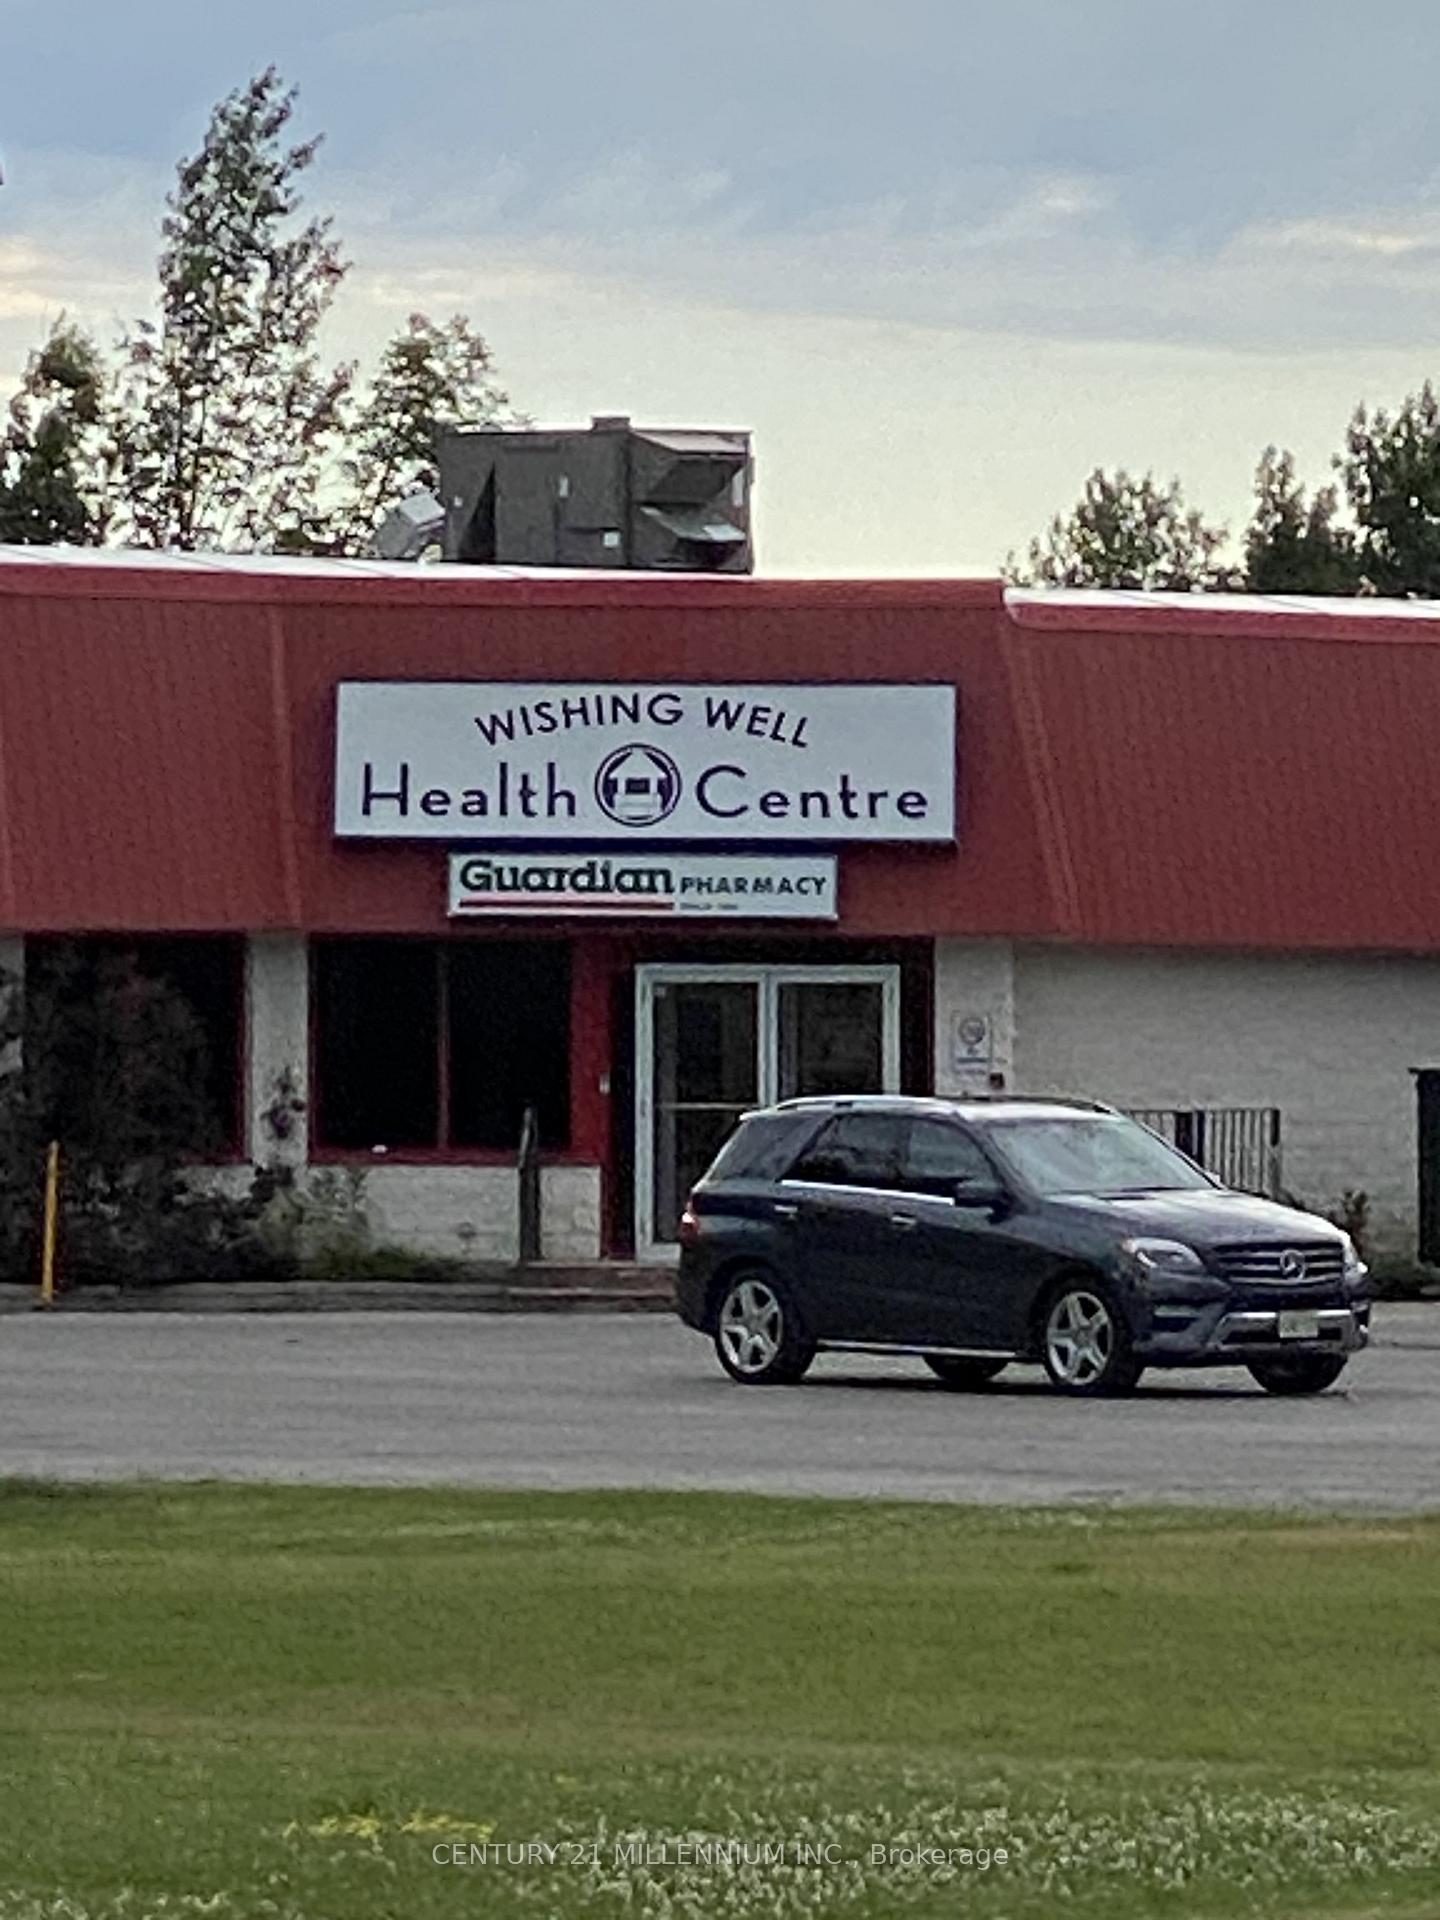 WISHING WELL
Health Centre
Guardian PHARMACY
CENTURY 21 MILLENNIUM INC., Brokerage